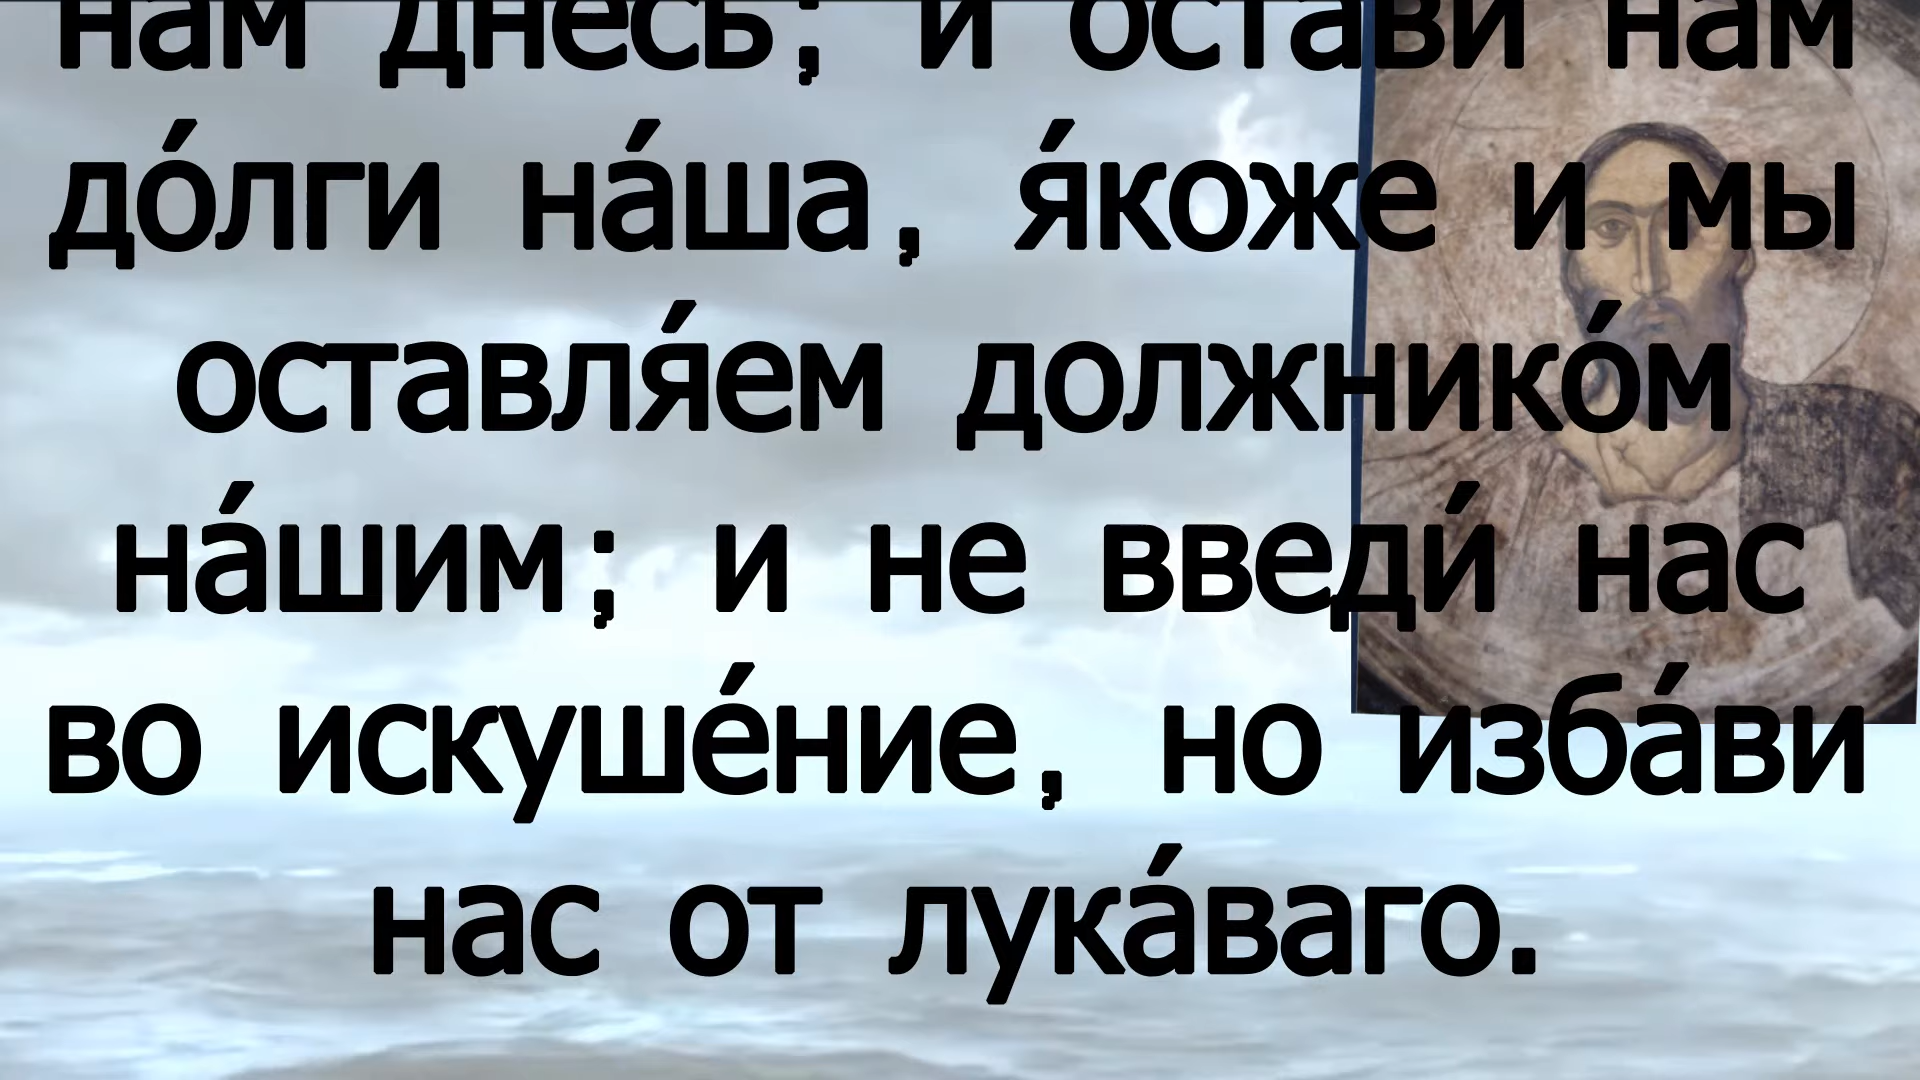 нам днесь; и остави нам
до́лги на́ша, я́коже и мы
оставля́ем должнико́м
на́шим; и не введи́ нас
во искуше́ние, но изба́ви
нас от лука́ваго.